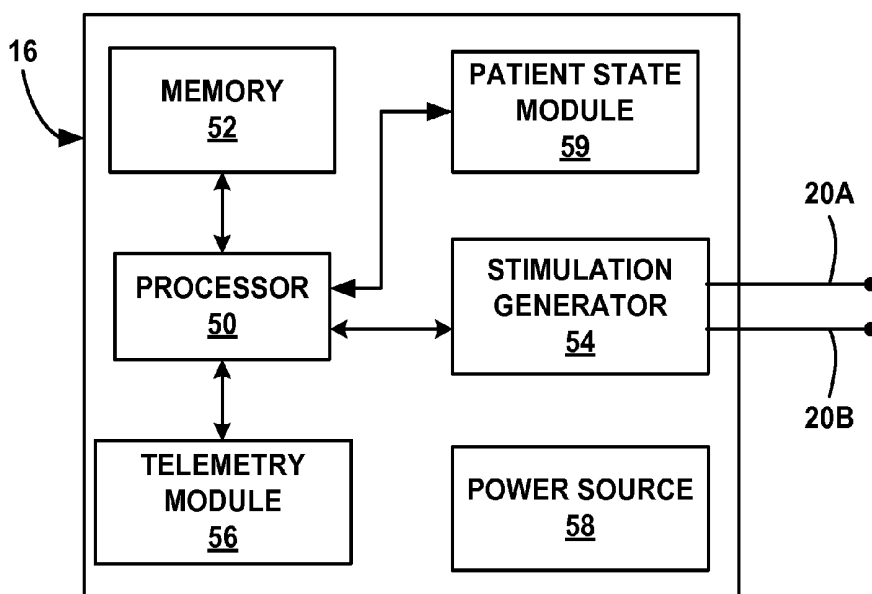 16
MEMORY
52
PATIENT STATE
MODULE
59
20A
PROCESSOR
50
STIMULATION
GENERATOR
54
20B
TELEMETRY
MODULE
56
POWER SOURCE
58